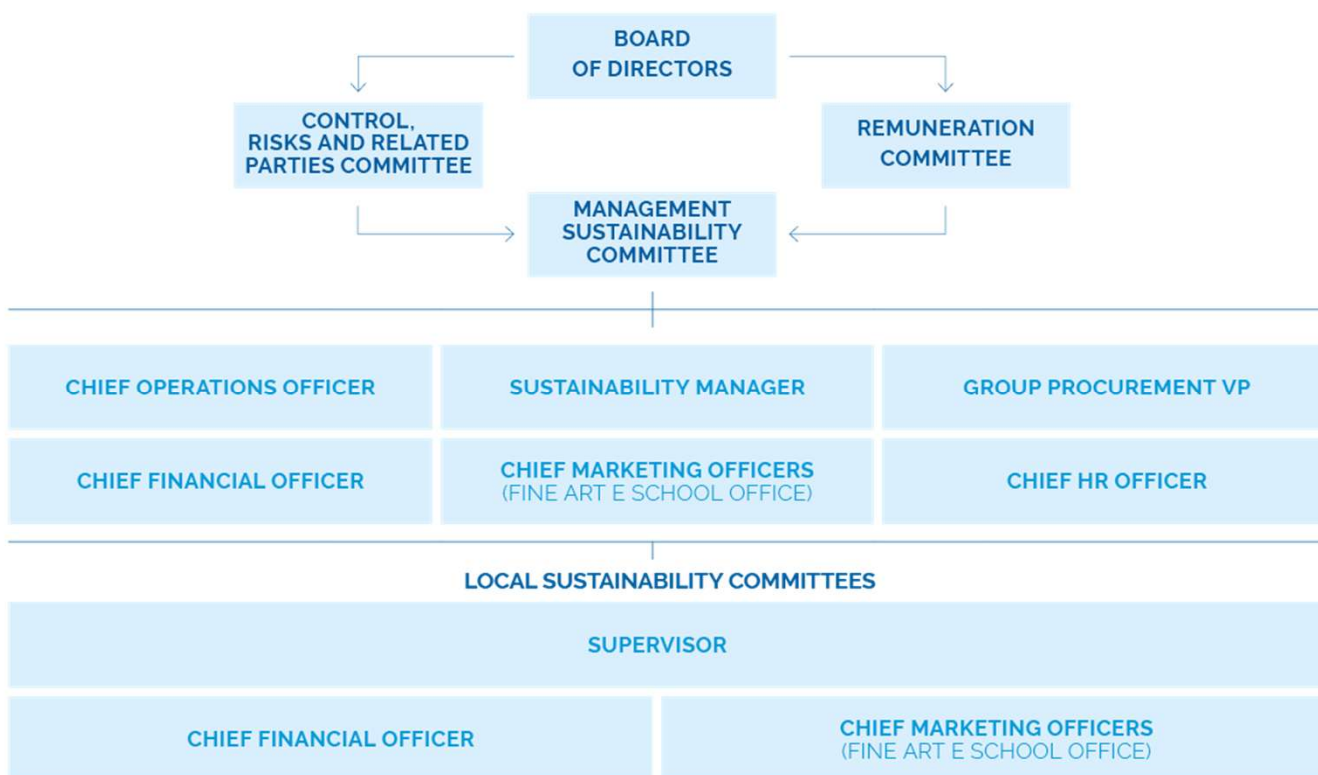 BOARD
OF DIRECTORS
CONTROL,
RISKS AND RELATED
PARTIES COMMITTEE
REMUNERATION
COMMITTEE
MANAGEMENT
SUSTAINABILITY
COMMITTEE
CHIEF OPERATIONS OFFICER
SUSTAINABILITY MANAGER
GROUP PROCUREMENT VP
CHIEF FINANCIAL OFFICER
CHIEF MARKETING OFFICERS
(FINE ART E SCHOOL OFFICE)
CHIEF HR OFFICER
LOCAL SUSTAINABILITY COMMITTEES
SUPERVISOR
CHIEF FINANCIAL OFFICER
CHIEF MARKETING OFFICERS
(FINE ART E SCHOOL OFFICE)